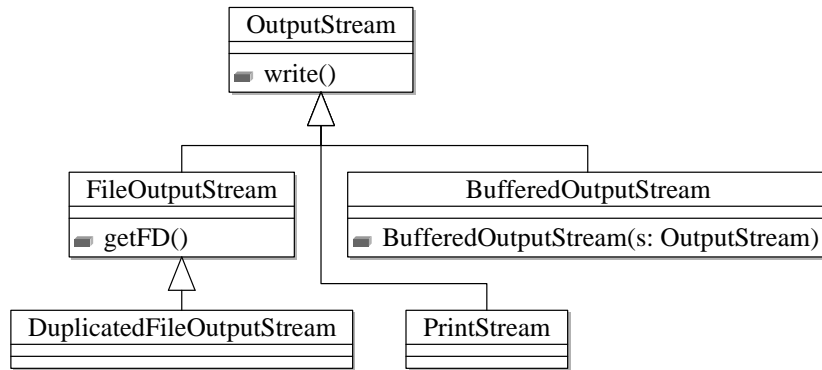 OutputStream
write()
FileOutputStream
getFD()
BufferedOutputStream
BufferedOutputStream(s: OutputStream)
DuplicatedFileOutputStream
PrintStream